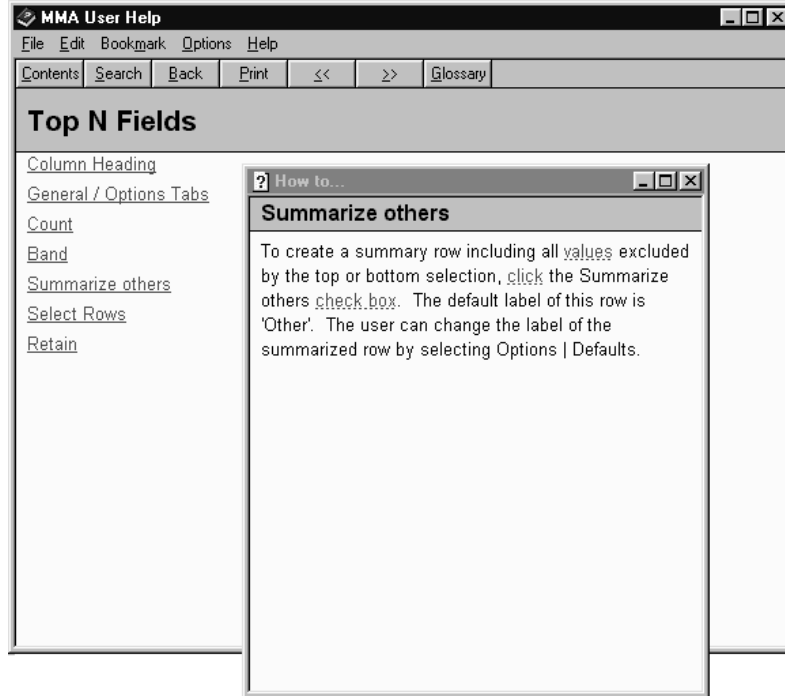 MMA User Help
File Edit Bookmark Options Help
Contents Search Back Print << >> Glossary
Top N Fields
Column Heading
General / Options Tabs
Count
Band
Summarize others
Select Rows
Retain
How to...
Summarize others
To create a summary row including all values excluded
by the top or bottom selection, click the Summarize
others check box. The default label of this row is
'Other'. The user can change the label of the
summarized row by selecting Options | Defaults.